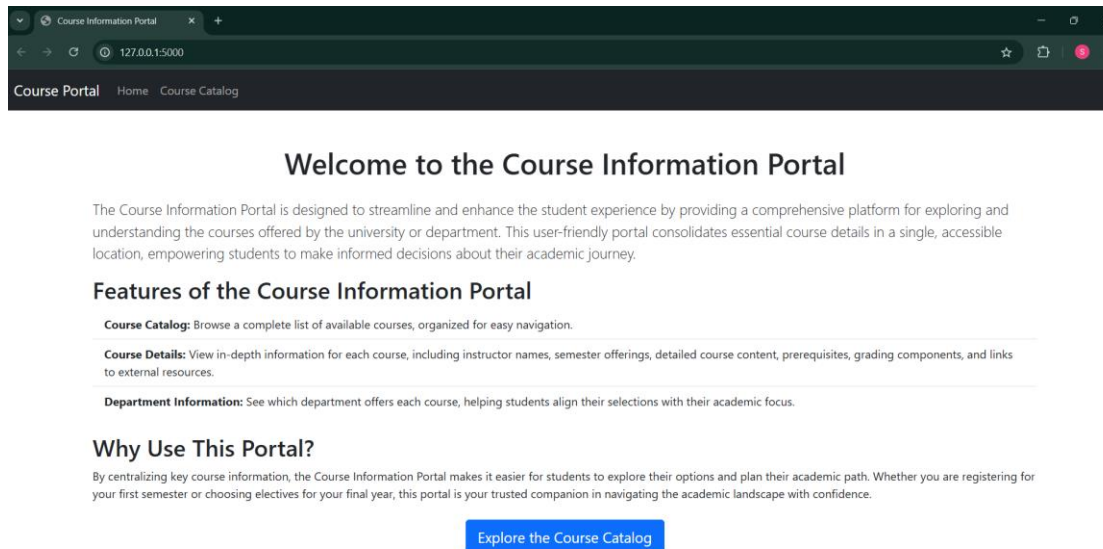 Course Information Portal
127.0.0.1:5000
S
Course Portal Home Course Catalog
Welcome to the Course Information Portal
The Course Information Portal is designed to streamline and enhance the student experience by providing a comprehensive platform for exploring and
understanding the courses offered by the university or department. This user-friendly portal consolidates essential course details in a single, accessible
location, empowering students to make informed decisions about their academic journey.
Features of the Course Information Portal
Course Catalog: Browse a complete list of available courses, organized for easy navigation.
Course Details: View in-depth information for each course, including instructor names, semester offerings, detailed course content, prerequisites, grading components, and links
to external resources.
Department Information: See which department offers each course, helping students align their selections with their academic focus.
Why Use This Portal?
By centralizing key course information, the Course Information Portal makes it easier for students to explore their options and plan their academic path. Whether you are registering for
your first semester or choosing electives for your final year, this portal is your trusted companion in navigating the academic landscape with confidence.
Explore the Course Catalog